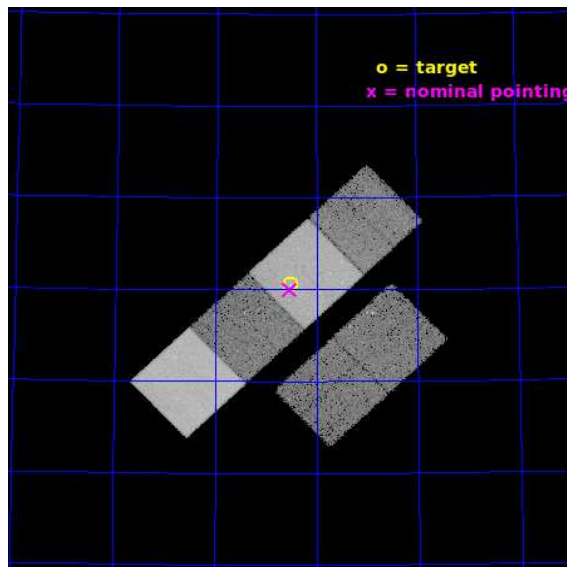 o = target
x = nominal pointing